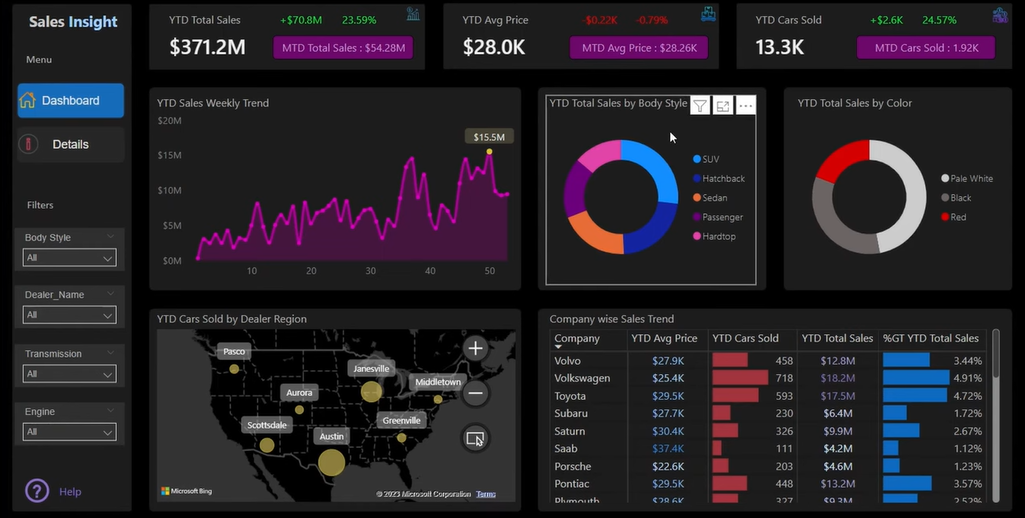 Sales Insight
Menu
Dashboard
Details
Filters
Body Style
All
Dealer_Name
All
Transmission
All
Engine
All
Help
YTD Total Sales
+$70.8M 23.59%
$371.2M
MTD Total Sales : $54.28M
YTD Avg Price
-$0.22K -0.79%
$28.0K
MTD Avg Price : $28.26K
YTD Cars Sold
+$2.6K 24.57%
13.3K
MTD Cars Sold : 1.92K
YTD Sales Weekly Trend
$20M
$15M
$10M
$5M
$0M
$15.5M
10 20 30 40 50
YTD Total Sales by Body Style
SUV
Hatchback
Sedan
Passenger
Hardtop
YTD Total Sales by Color
Pale White
Black
Red
YTD Cars Sold by Dealer Region
Pasco
Janesville
Aurora
Middletown
Scottsdale
Greenville
Austin
Microsoft Bing
© 2023 Microsoft Corporation Terms
Company wise Sales Trend
Company YTD Avg Price YTD Cars Sold YTD Total Sales %GT YTD Total Sales
Volvo $27.9K 458 $12.8M 3.44%
Volkswagen $25.4K 718 $18.2M 4.91%
Toyota $29.5K 593 $17.5M 4.72%
Subaru $27.7K 230 $6.4M 1.72%
Saturn $30.4K 326 $9.9M 2.67%
Saab $37.4K 111 $4.2M 1.12%
Porsche $22.6K 203 $4.6M 1.23%
Pontiac $29.5K 448 $13.2M 3.57%
Plymouth $28.6K 327 $9.3M 2.52%